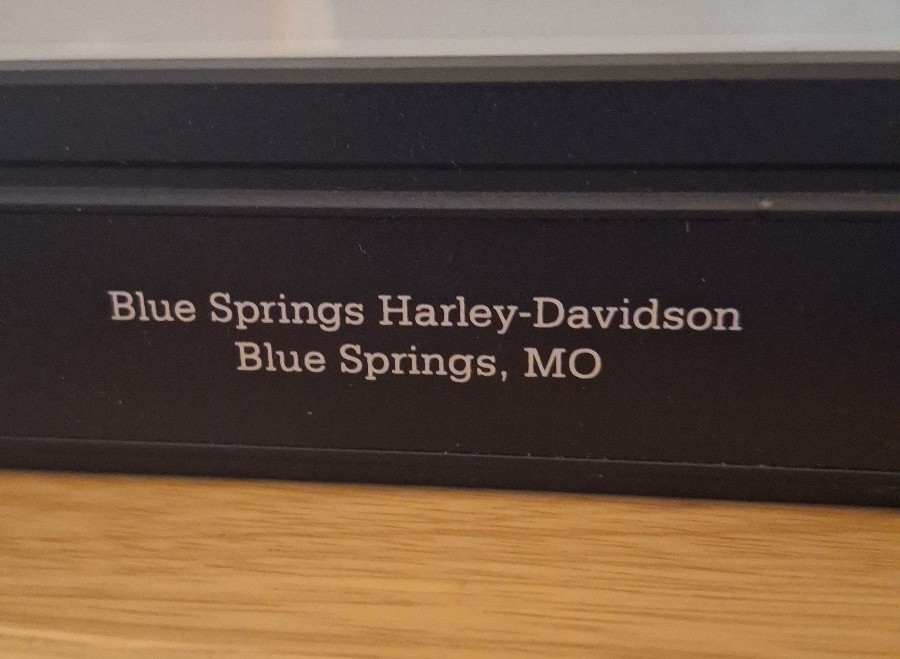 Blue Springs Harley-Davidson
Blue Springs, MO